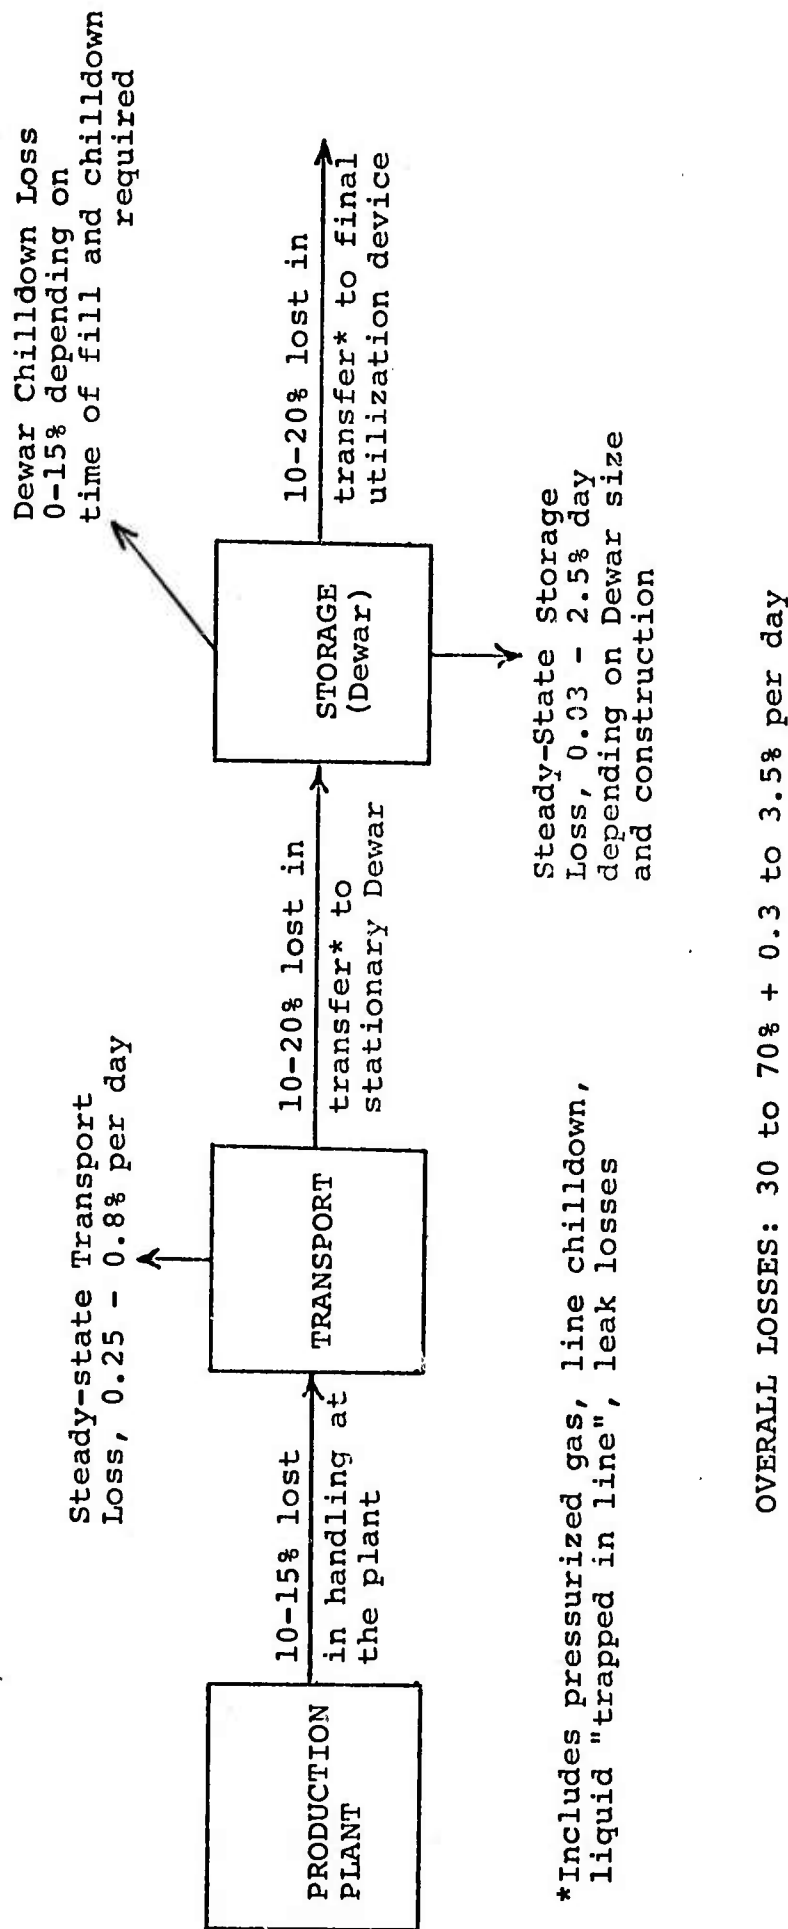 PRODUCTION
PLANT
10-15% lost
in handling at
the plant
Steady-state Transport
Loss, 0.25 - 0.8% per day
TRANSPORT
10-20% lost in
transfer* to
stationary Dewar
Dewar Chilldown Loss
0-15% depending on
time of fill and chilldown
required
STORAGE
(Dewar)
Steady-State Storage
Loss, 0.03 - 2.5% day
depending on Dewar size
and construction
10-20% lost in
transfer* to final
utilization device
*Includes pressurized gas, line chilldown,
liquid "trapped in line", leak losses
OVERALL LOSSES: 30 to 70% + 0.3 to 3.5% per day